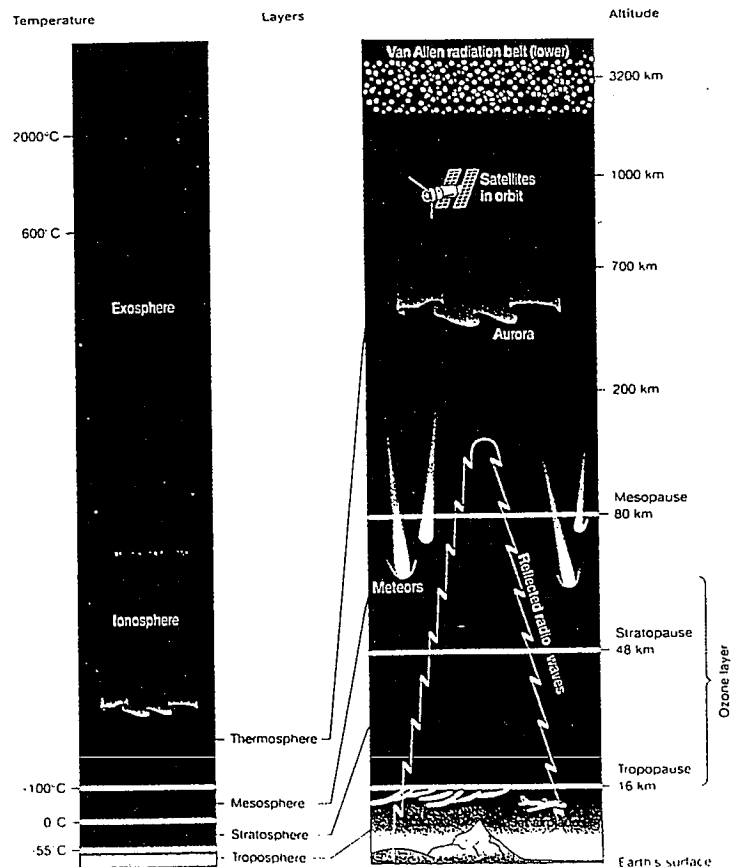 Temperature
Layers
Altitude
Van Allen radiation belt (lower)
3200 km
2000°C
Satellites
in orbit
1000 km
600°C
700 km
Exosphere
Aurora
200 km
Mesopause
80 km
Meteors
Reflected radio waves
Ionosphere
Stratopause
48 km
Ozone layer
Thermosphere
Tropopause
16 km
-100°C
Mesosphere
0 C
Stratosphere
-55°C
Troposphere
Earth's surface